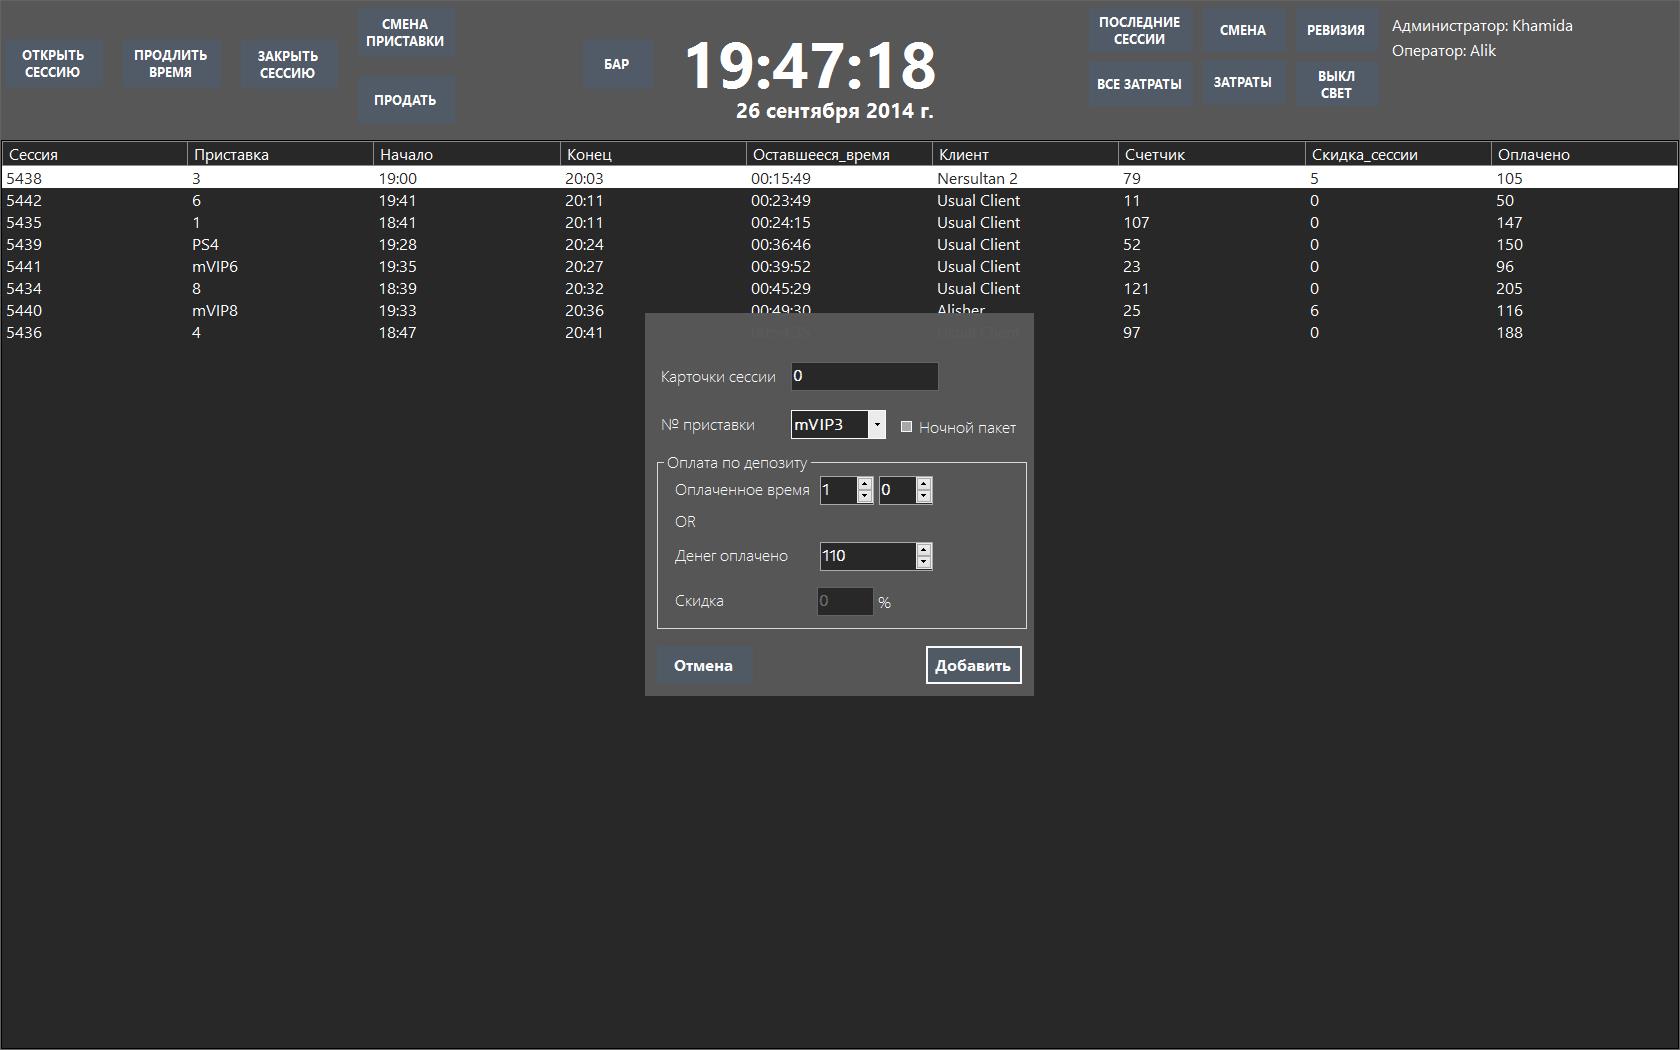 ОТКРЫТЬ СЕССИЮ
ПРОДЛИТЬ ВРЕМЯ
ЗАКРЫТЬ СЕССИЮ
СМЕНА ПРИСТАВКИ
ПРОДАТЬ
БАР
19:47:18
26 сентября 2014 г.
ПОСЛЕДНИЕ СЕССИИ
СМЕНА
РЕВИЗИЯ
ВСЕ ЗАТРАТЫ
ЗАТРАТЫ
ВЫКЛ СВЕТ
Администратор: Khamida
Оператор: Alik
Сессия Приставка Начало Конец Оставшееся_время Клиент Счетчик Скидка_сессии Оплачено
5438 3 19:00 20:03 00:15:49 Nersultan 2 79 5 105
5442 6 19:41 20:11 00:23:49 Usual Client 11 0 50
5435 1 18:41 20:11 00:24:15 Usual Client 107 0 147
5439 PS4 19:28 20:24 00:36:46 Usual Client 52 0 150
5441 mVIP6 19:35 20:27 00:39:52 Usual Client 23 0 96
5434 8 18:39 20:32 00:45:29 Usual Client 121 0 205
5440 mVIP8 19:33 20:36 00:49:30 Alisher 25 6 116
5436 4 18:47 20:41 Usual Client 97 0 188
Карточки сессии 0
№ приставки mVIP3 Ночной пакет
Оплата по депозиту
Оплаченное время 1 0
OR
Денег оплачено 110
Скидка 0 %
Отмена Добавить